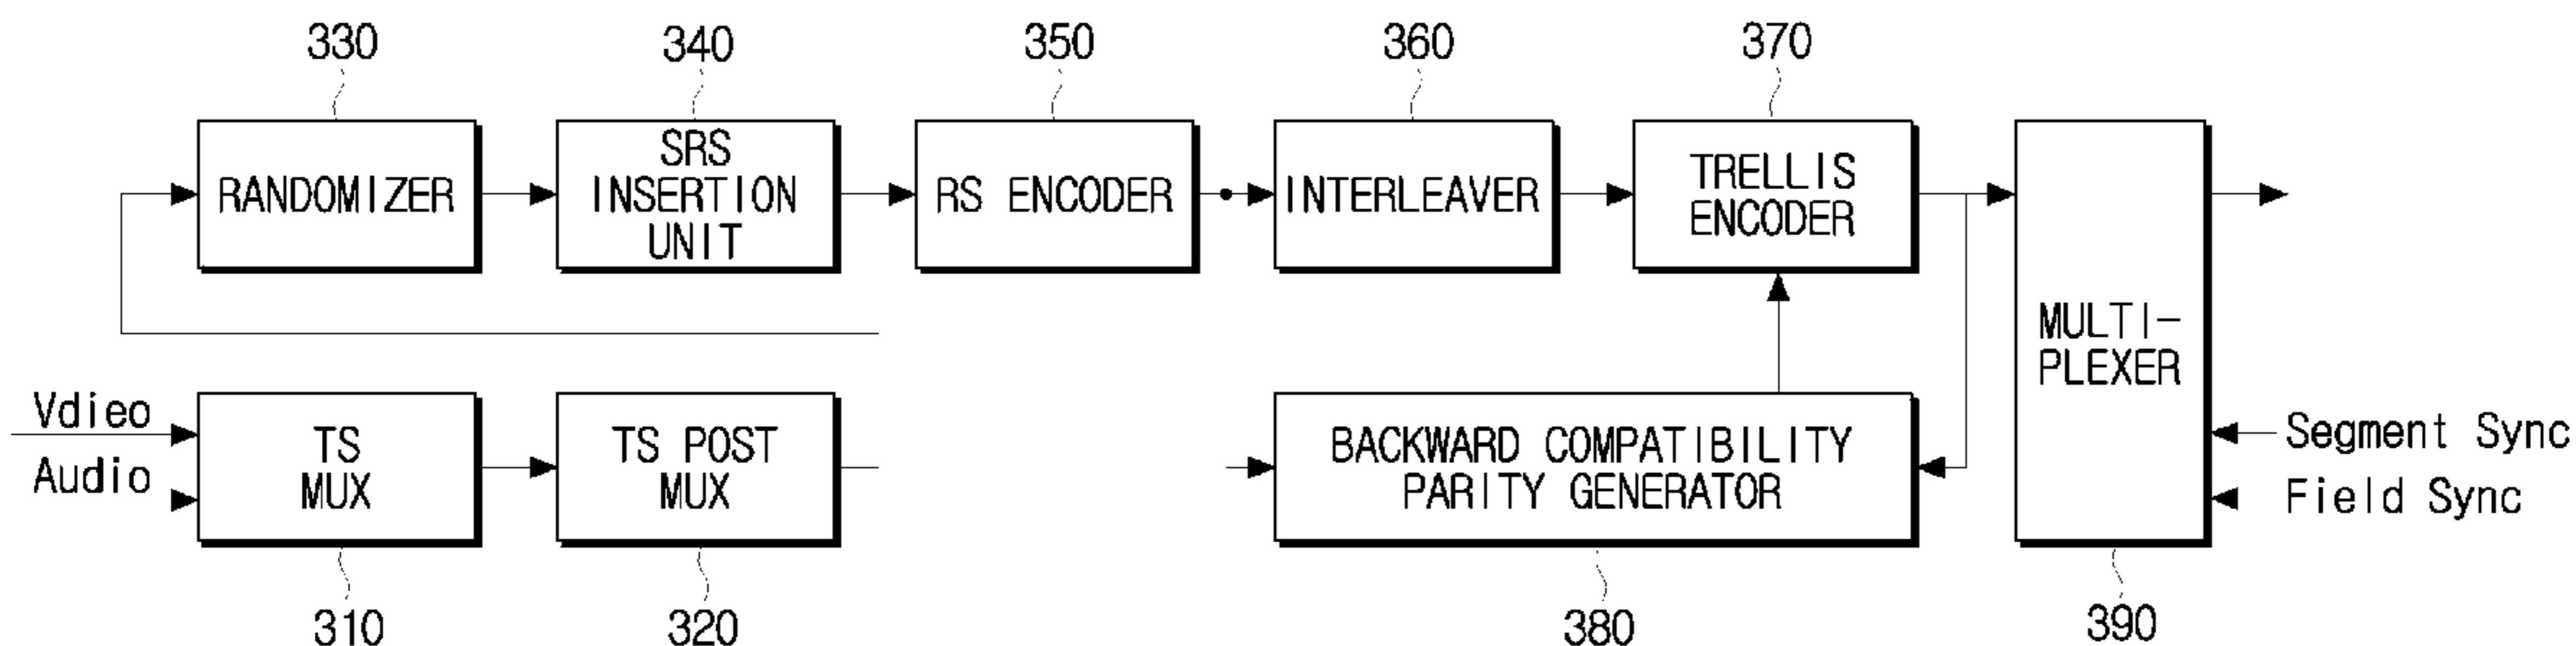 330
340
350
360
370
RANDOMIZER
SRS
INSERTION
UNIT
RS ENCODER
INTERLEAVER
TRELLIS
ENCODER
MULTI-
PLEXER
Vdieo
Audio
TS
MUX
TS POST
MUX
BACKWARD COMPATIBILITY
PARITY GENERATOR
Segment Sync
Field Sync
310
320
380
390